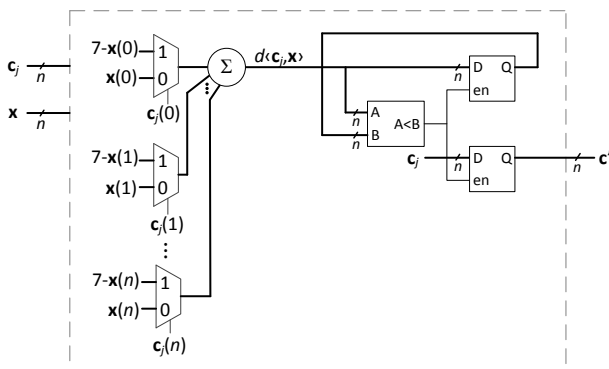 7-x(0) 1
x(0) 0
c_j(0)
c_j
n
x
n
7-x(1) 1
x(1) 0
c_j(1)
7-x(n) 1
x(n) 0
c_j(n)
Σ
d‹c_j,x›
n A
n B
A<B
n D Q
en
c_j n D Q
en
n c'